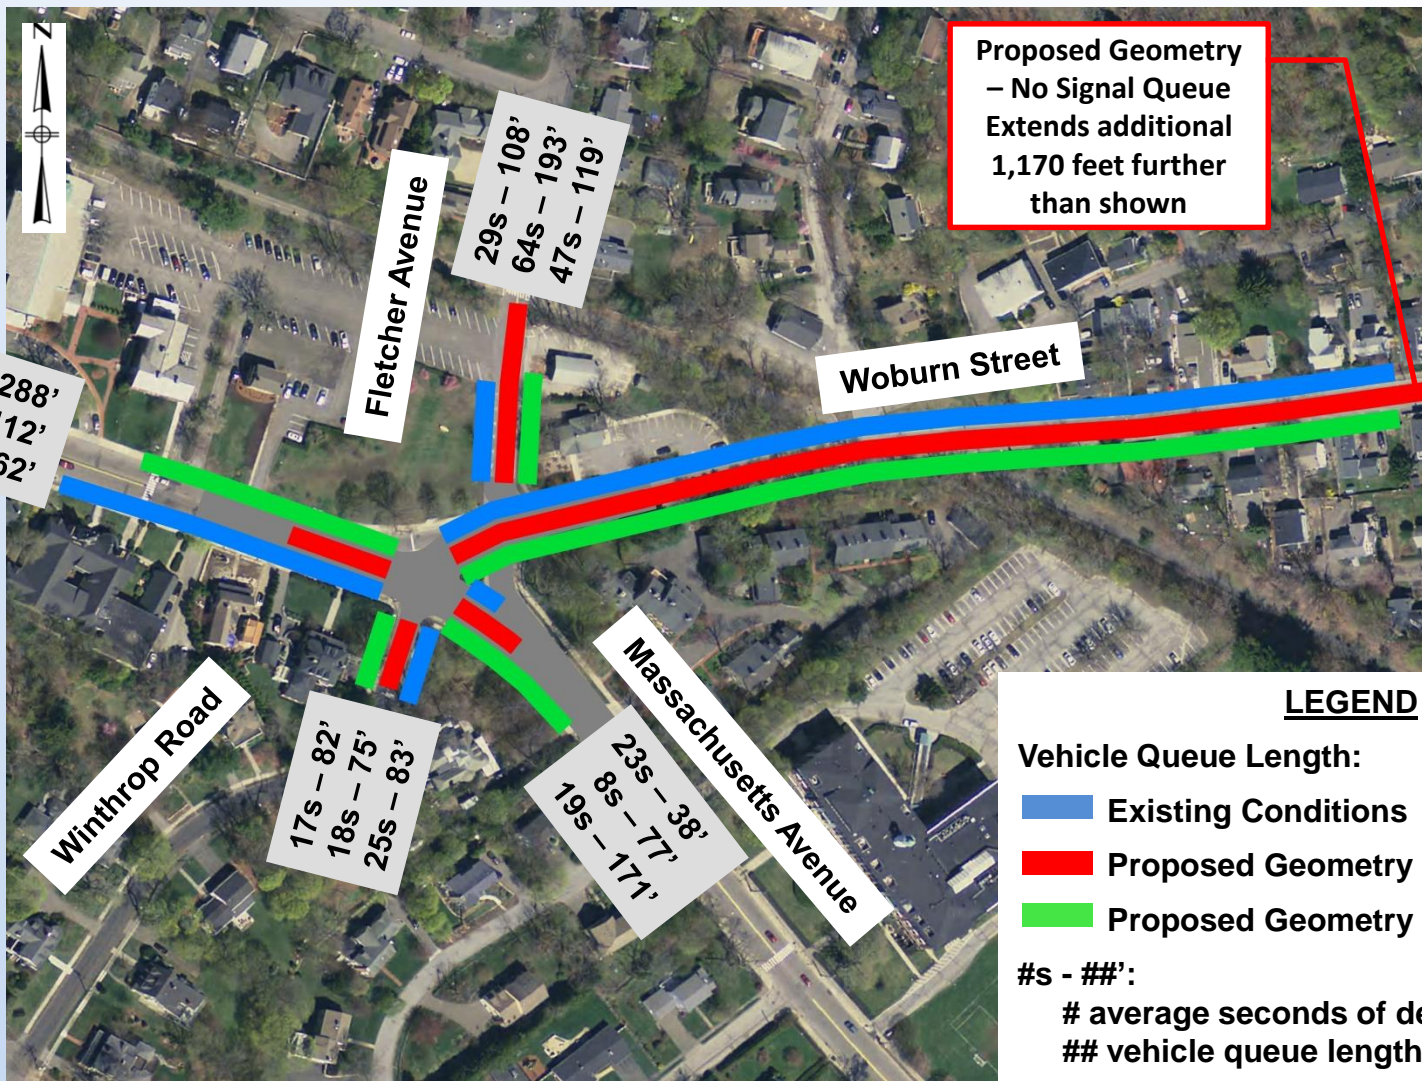 N
Proposed Geometry
– No Signal Queue
Extends additional
1,170 feet further
than shown
29s – 108’
64s – 193’
47s – 119’
Fletcher Avenue
Woburn Street
288’
112’
62’
Winthrop Road
17s – 82’
18s – 75’
25s – 83’
23s – 38’
8s – 77’
19s – 171’
Massachusetts Avenue
LEGEND
Vehicle Queue Length:
Existing Conditions
Proposed Geometry
Proposed Geometry
#s - ##’:
# average seconds of de
## vehicle queue length